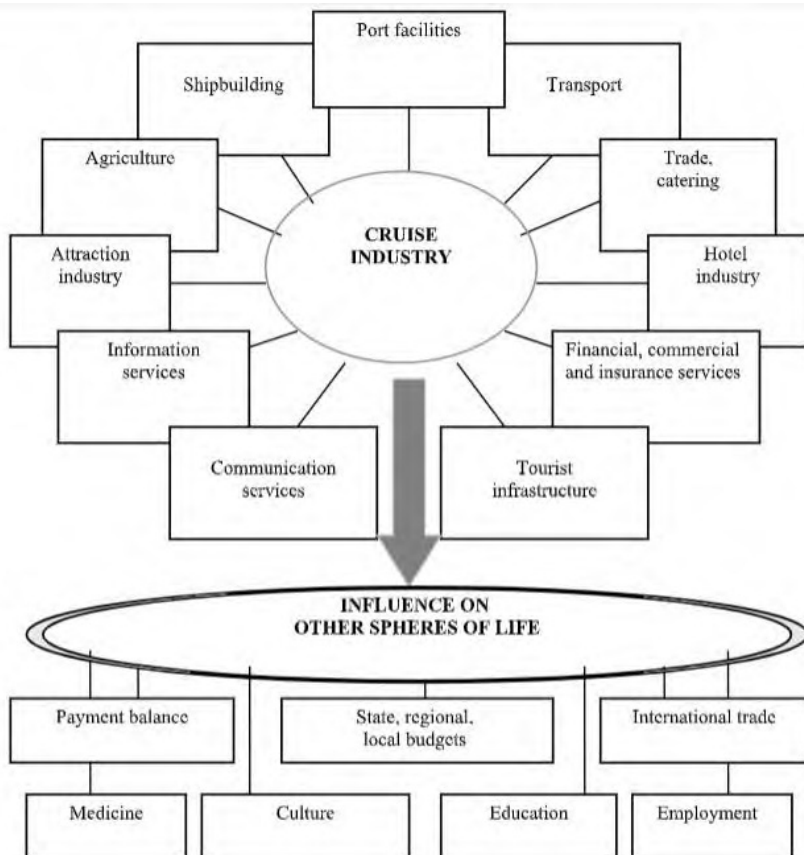 Port facilities
Shipbuilding
Transport
Agriculture
Trade,
catering
CRUISE
INDUSTRY
Attraction
industry
Hotel
industry
Information
services
Financial, commercial
and insurance services
Communication
services
Tourist
infrastructure
INFLUENCE ON
OTHER SPHERES OF LIFE
Payment balance
State, regional,
local budgets
International trade
Medicine
Culture
Education
Employment